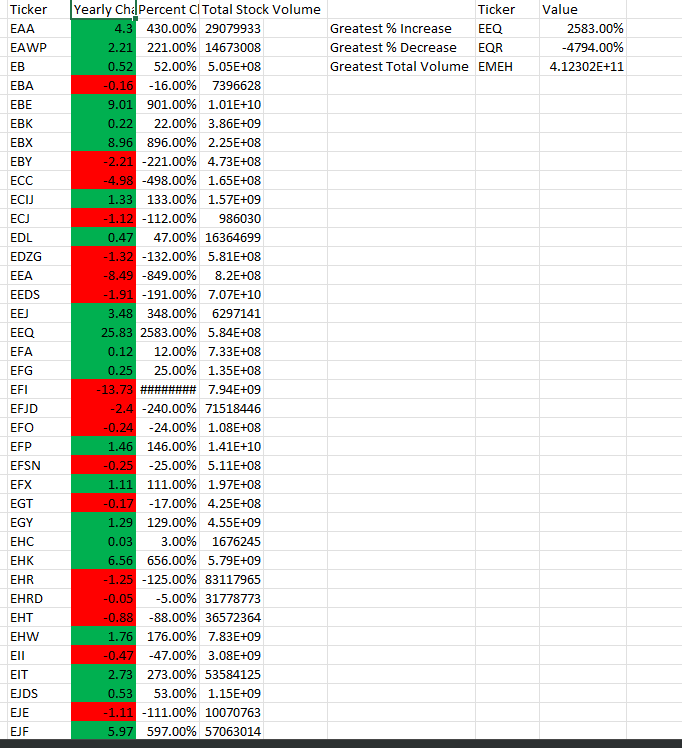 Ticker Yearly Cha Percent Cl Total Stock Volume Ticker Value
EAA 4.3 430.00% 29079933 Greatest % Increase EEQ 2583.00%
EAWP 2.21 221.00% 14673008 Greatest % Decrease EQR -4794.00%
EB 0.52 52.00% 5.05E+08 Greatest Total Volume EMEH 4.12302E+11
EBA -0.16 -16.00% 7396628
EBE 9.01 901.00% 1.01E+10
EBK 0.22 22.00% 3.86E+09
EBX 8.96 896.00% 2.25E+08
EBY -2.21 -221.00% 4.73E+08
ECC -4.98 -498.00% 1.65E+08
ECIJ 1.33 133.00% 1.57E+09
ECJ -1.12 -112.00% 986030
EDL 0.47 47.00% 16364699
EDZG -1.32 -132.00% 5.81E+08
EEA -8.49 -849.00% 8.2E+08
EEDS -1.91 -191.00% 7.07E+10
EEJ 3.48 348.00% 6297141
EEQ 25.83 2583.00% 5.84E+08
EFA 0.12 12.00% 7.33E+08
EFG 0.25 25.00% 1.35E+08
EFI -13.73 ######## 7.94E+09
EFJD -2.4 -240.00% 71518446
EFO -0.24 -24.00% 1.08E+08
EFP 1.46 146.00% 1.41E+10
EFSN -0.25 -25.00% 5.11E+08
EFX 1.11 111.00% 1.97E+08
EGT -0.17 -17.00% 4.25E+08
EGY 1.29 129.00% 4.55E+09
EHC 0.03 3.00% 1676245
EHK 6.56 656.00% 5.79E+09
EHR -1.25 -125.00% 83117965
EHRD -0.05 -5.00% 31778773
EHT -0.88 -88.00% 36572364
EHW 1.76 176.00% 7.83E+09
EII -0.47 -47.00% 3.08E+09
EIT 2.73 273.00% 53584125
EJDS 0.53 53.00% 1.15E+09
EJE -1.11 -111.00% 10070763
EJF 5.97 597.00% 57063014